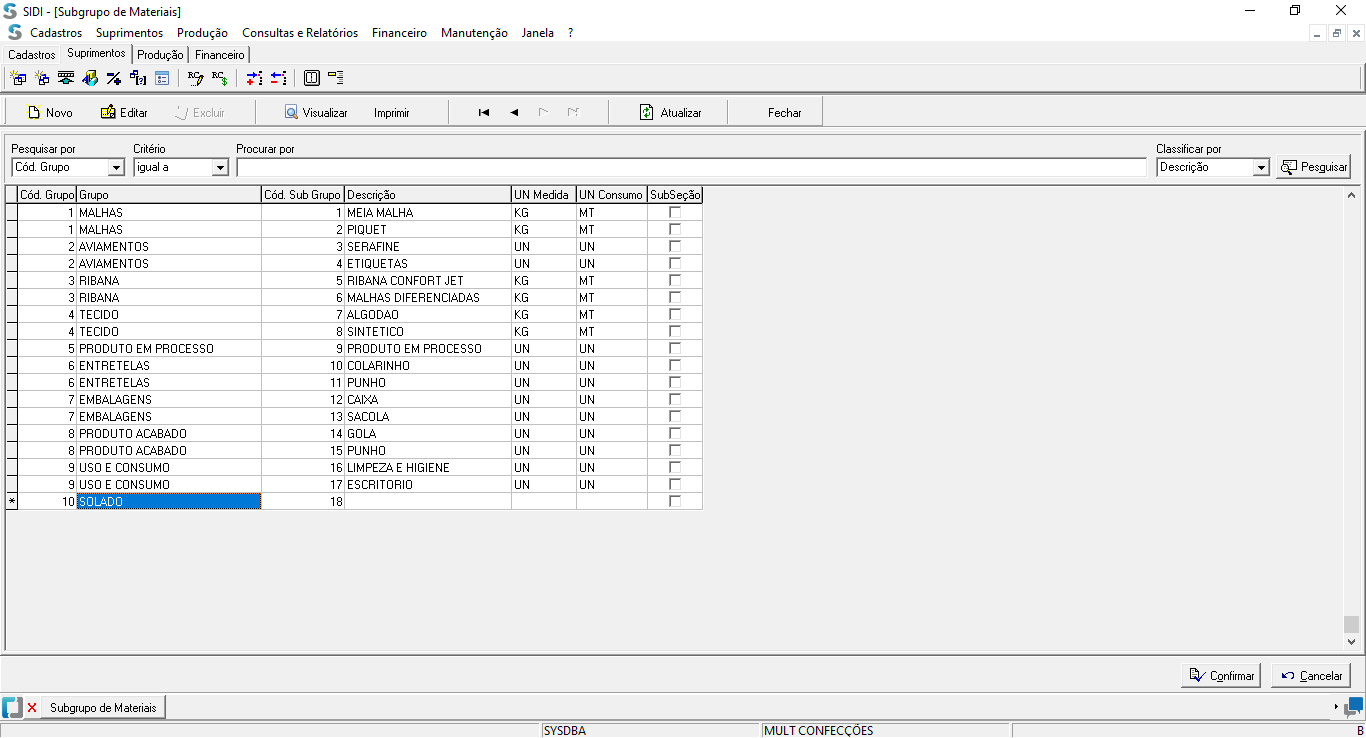 SIDI - [Subgrupo de Materiais]
Cadastros Suprimentos Produção Consultas e Relatórios Financeiro Manutenção Janela ?
Cadastros Suprimentos Produção Financeiro
Novo Editar Excluir Visualizar Imprimir Atualizar Fechar
Pesquisar por Critério Procurar por Classificar por
Cód. Grupo igual a Descrição Pesquisar
Cód. Grupo Grupo Cód. Sub Grupo Descrição UN Medida UN Consumo SubSeção
1 MALHAS 1 MEIA MALHA KG MT
1 MALHAS 2 PIQUET KG MT
2 AVIAMENTOS 3 SERAFINE UN UN
2 AVIAMENTOS 4 ETIQUETAS UN UN
3 RIBANA 5 RIBANA CONFORT JET KG MT
3 RIBANA 6 MALHAS DIFERENCIADAS KG MT
4 TECIDO 7 ALGODAO KG MT
4 TECIDO 8 SINTETICO KG MT
5 PRODUTO EM PROCESSO 9 PRODUTO EM PROCESSO UN UN
6 ENTRETELAS 10 COLARINHO UN UN
6 ENTRETELAS 11 PUNHO UN UN
7 EMBALAGENS 12 CAIXA UN UN
7 EMBALAGENS 13 SACOLA UN UN
8 PRODUTO ACABADO 14 GOLA UN UN
8 PRODUTO ACABADO 15 PUNHO UN UN
9 USO E CONSUMO 16 LIMPEZA E HIGIENE UN UN
9 USO E CONSUMO 17 ESCRITORIO UN UN
* 10 SOLADO 18
Confirmar Cancelar
Subgrupo de Materiais
SYSDBA MULT CONFECÇÕES B